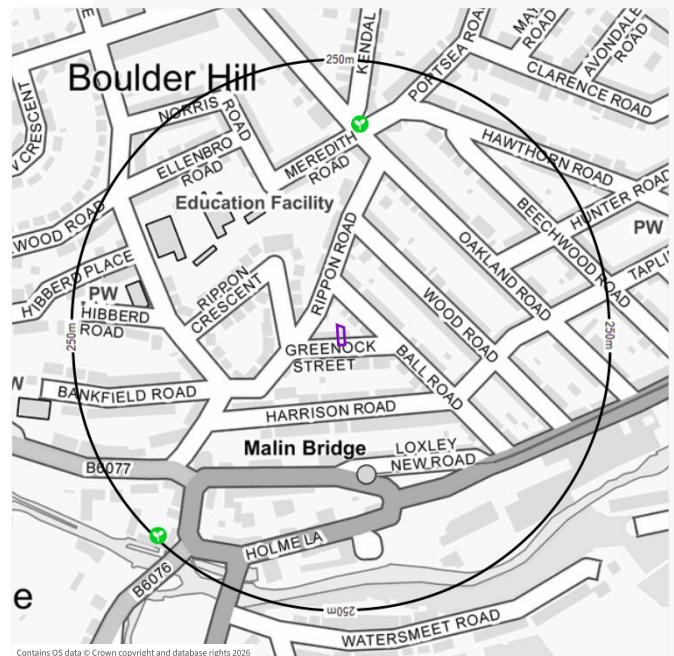 250m
KENDAL
PORTSEA ROA
MAY
ROAD
AVONDALE
ROAD
CLARENCE ROAD
Boulder Hill
CRESCENT
NORRIS
ROAD
ELLENBRO
ROAD
MEREDITH
ROAD
HAWTHORN ROAD
Education Facility
HUNTER ROAD
BEECHWOOD ROAD
PW
WOOD ROAD
OAKLAND ROAD
TAPLI
HIBBERD PLACE
PW
RIPPON
CRESCENT
RIPPON ROAD
HIBBERD
ROAD
WOOD ROAD
250m
250m
GREENOCK
STREET
BALL ROAD
BANKFIELD ROAD
HARRISON ROAD
Malin Bridge
LOXLEY
NEW ROAD
B6077
HOLME LA
B6076
e
250m
WATERSMEET ROAD
Contains OS data © Crown copyright and database rights 2026